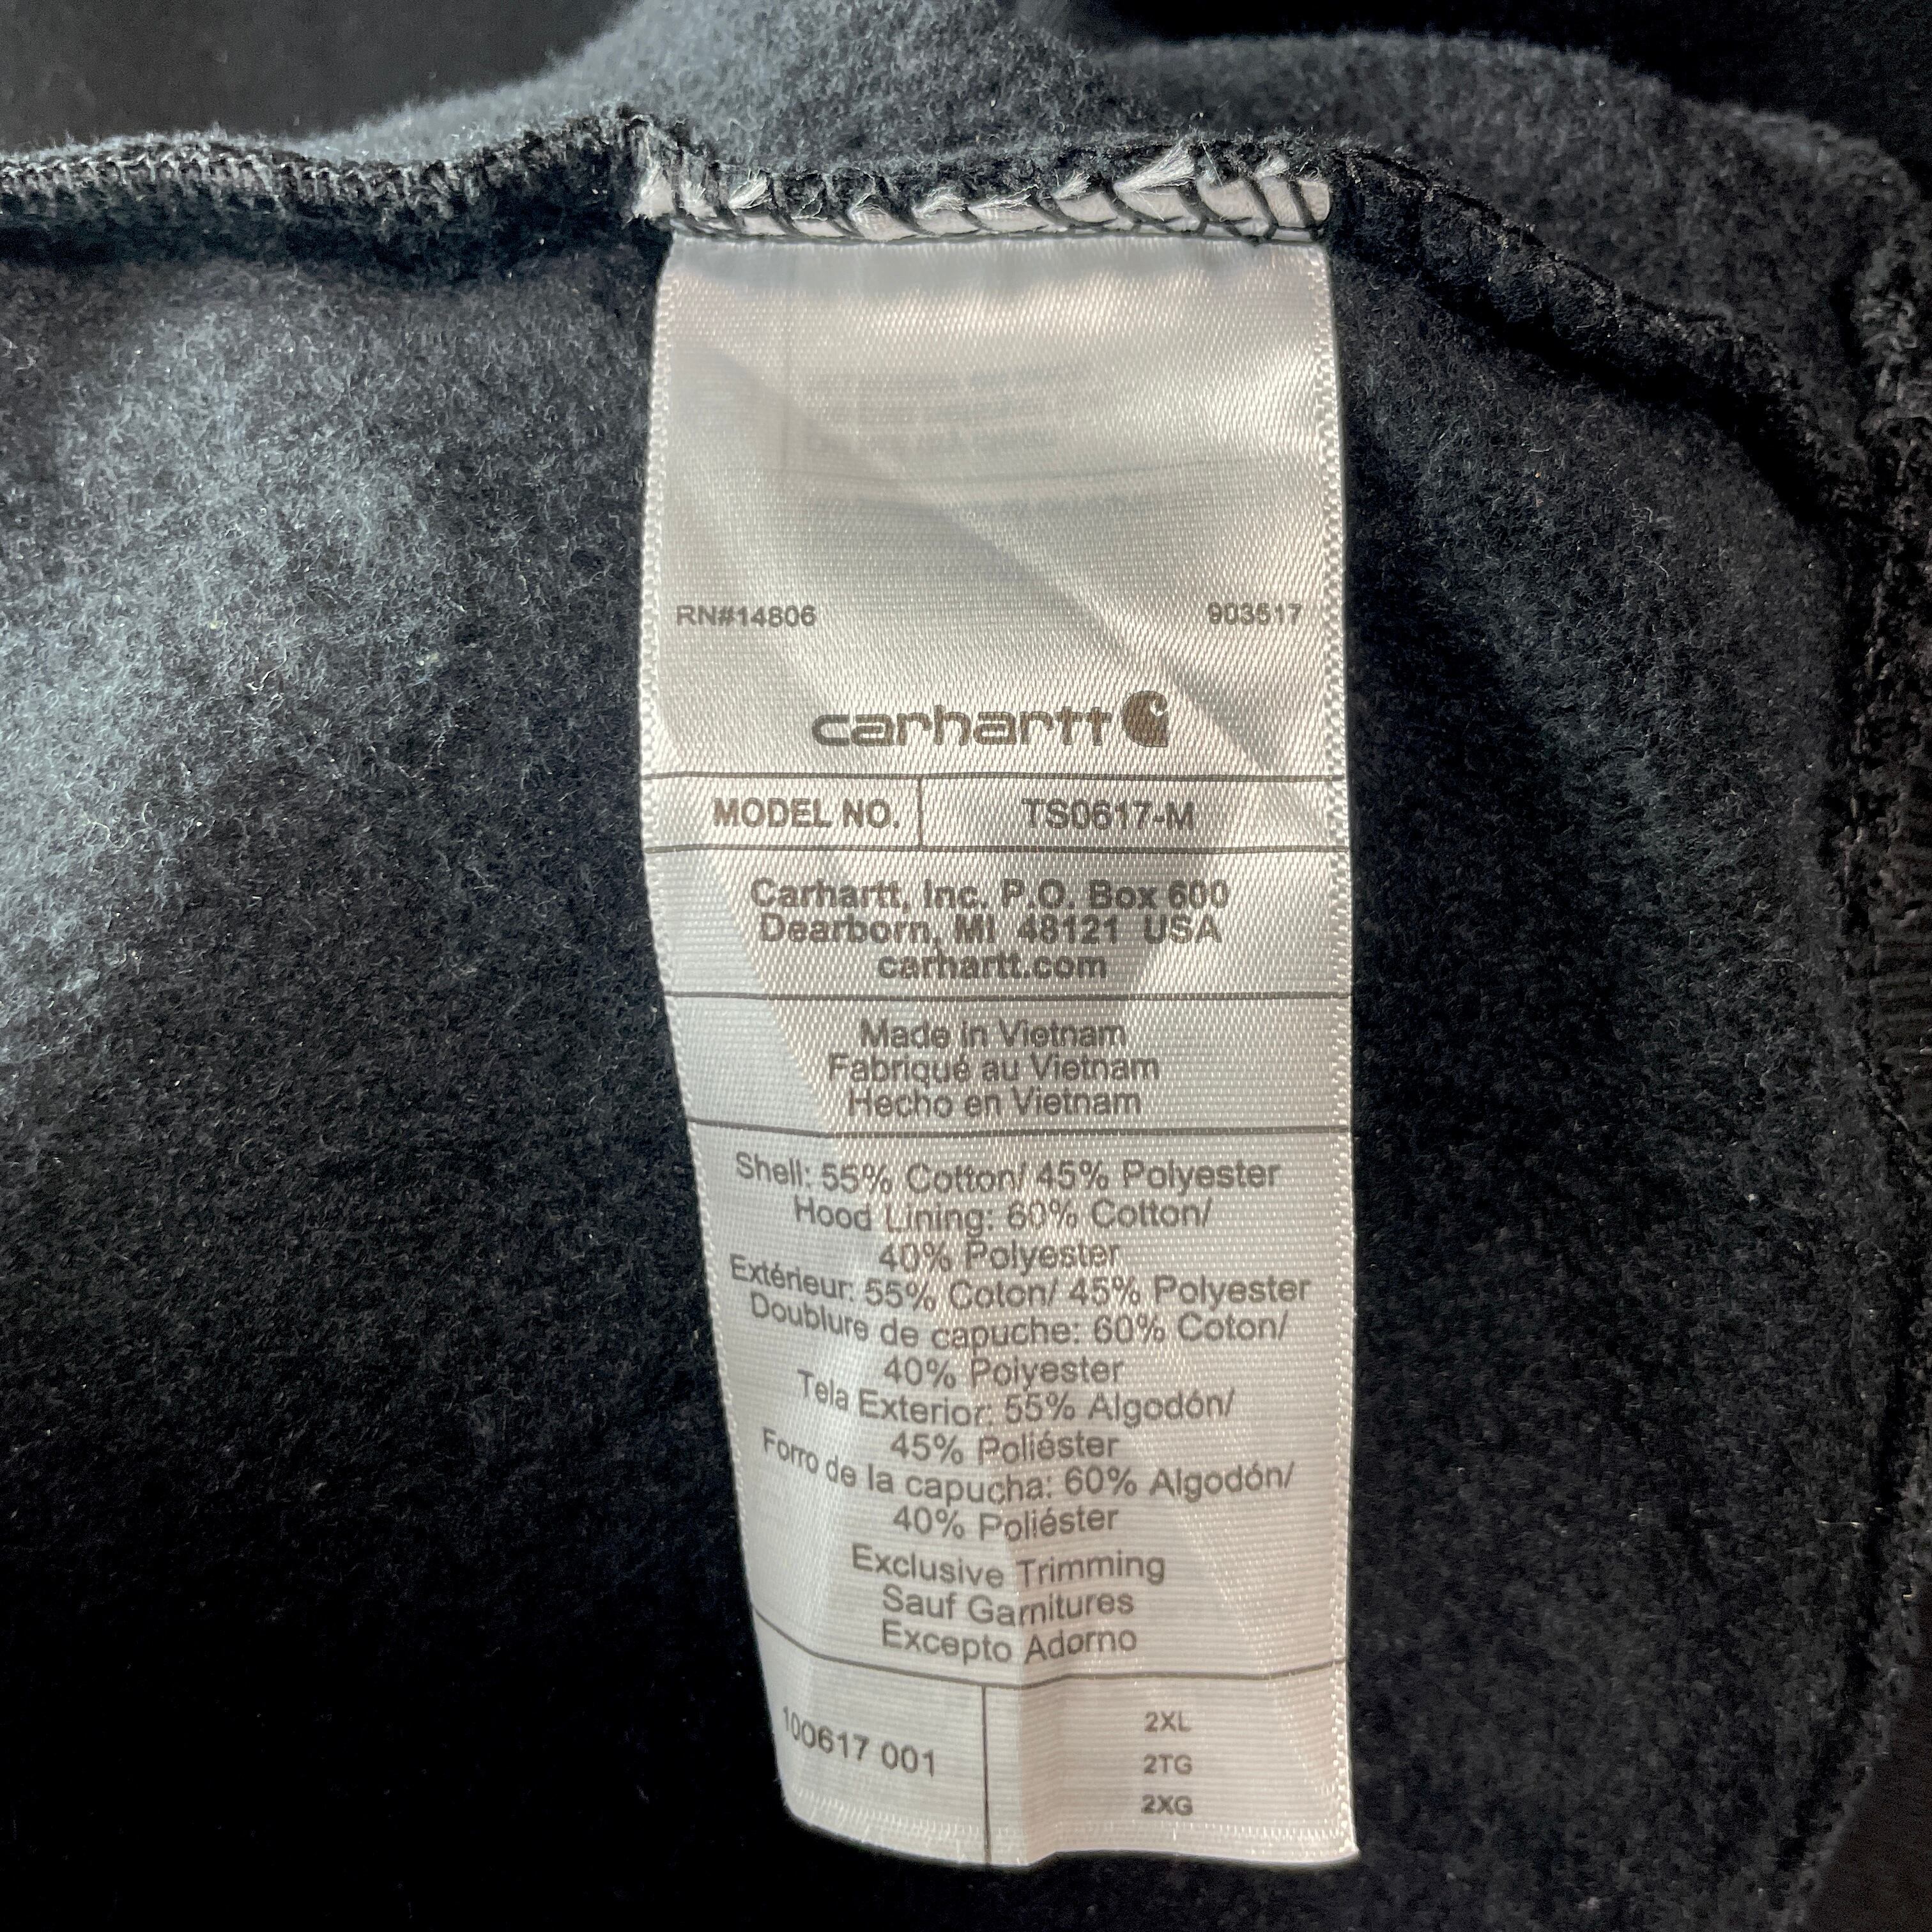 RN#14806 903517
carhartt
MODEL NO. TS0617-M
Carhartt, Inc. P.O. Box 600
Dearborn, MI 48121 USA
carhartt.com
Made in Vietnam
Fabriqué au Vietnam
Hecho en Vietnam
Shell: 55% Cotton/ 45% Polyester
Hood Lining: 60% Cotton/
40% Polyester
Extérieur: 55% Coton/ 45% Polyester
Doublure de capuche: 60% Coton/
40% Polyester
Tela Exterior: 55% Algodón/
45% Poliéster
Forro de la capucha: 60% Algodón/
40% Poliéster
Exclusive Trimming
Sauf Garnitures
Excepto Adorno
100617 001
2XL
2TG
2XG